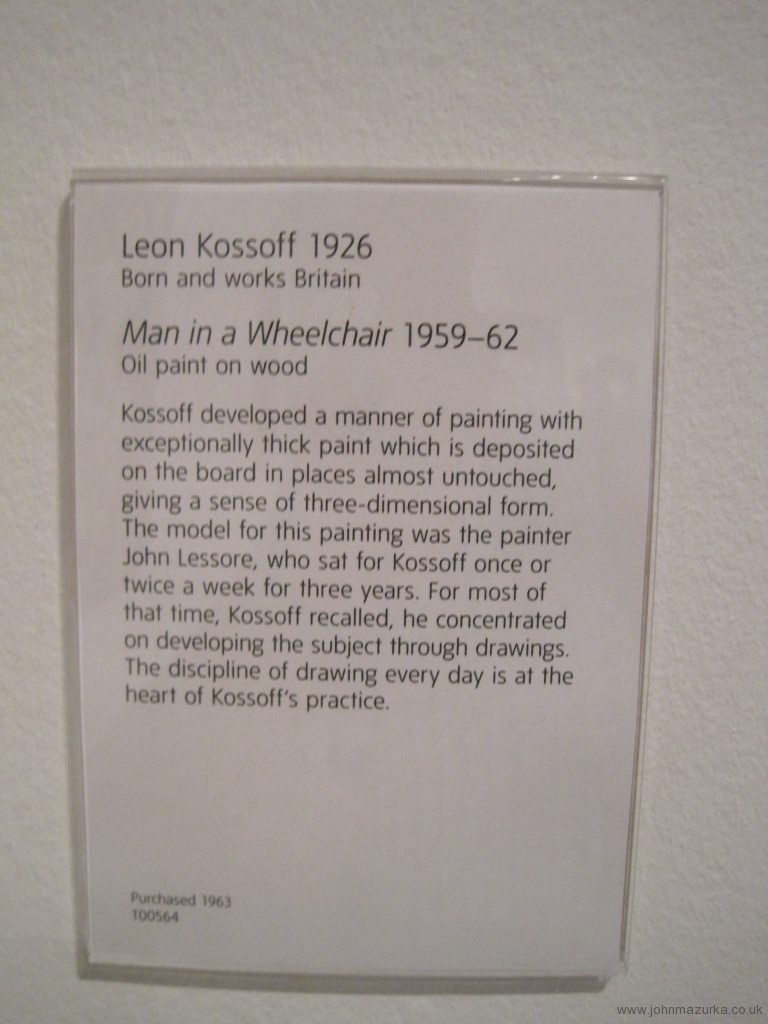 Leon Kossoff 1926
Born and works Britain
Man in a Wheelchair 1959–62
Oil paint on wood
Kossoff developed a manner of painting with
exceptionally thick paint which is deposited
on the board in places almost untouched,
giving a sense of three-dimensional form.
The model for this painting was the painter
John Lessore, who sat for Kossoff once or
twice a week for three years. For most of
that time, Kossoff recalled, he concentrated
on developing the subject through drawings.
The discipline of drawing every day is at the
heart of Kossoff's practice.
Purchased 1963
T00564
www.johnmazurka.co.uk